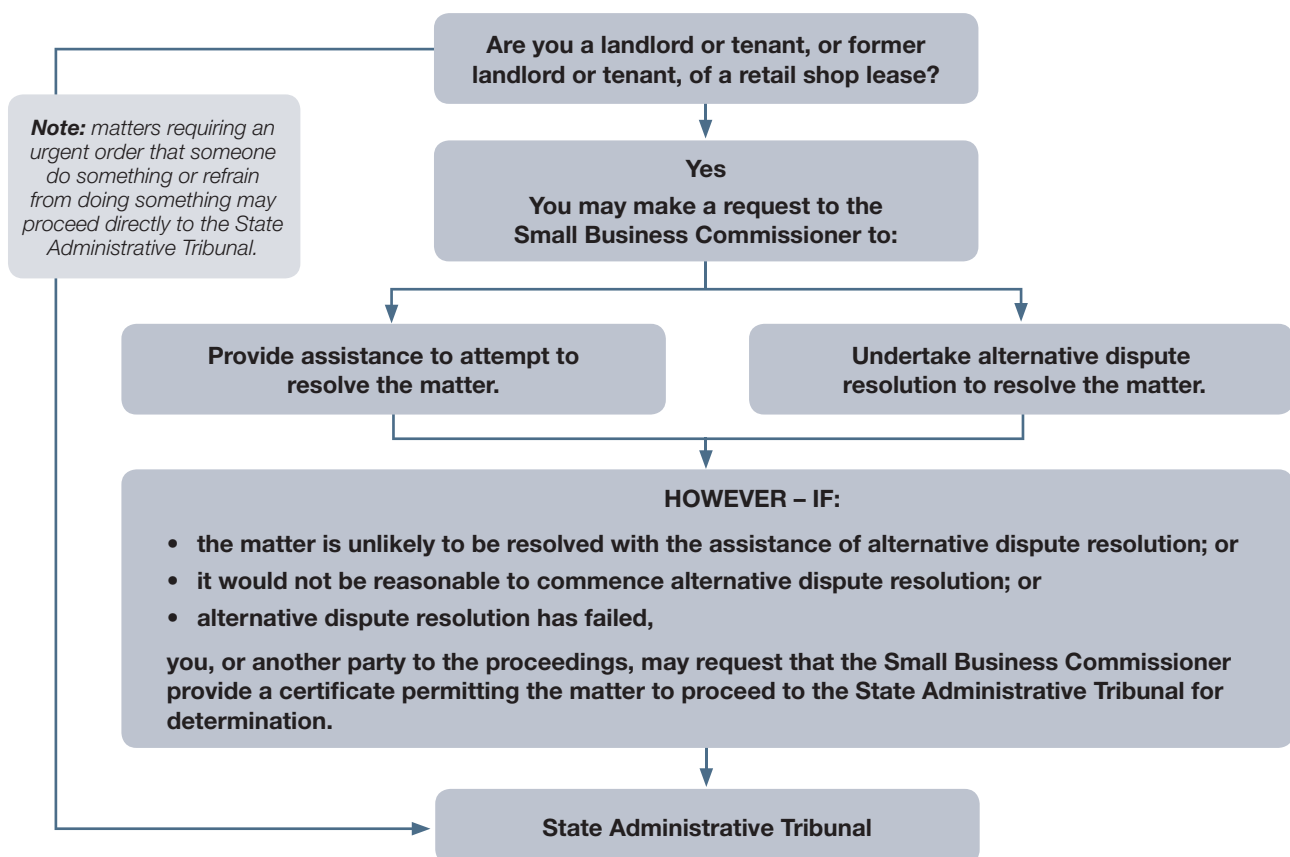 Are you a landlord or tenant, or former
landlord or tenant, of a retail shop lease?
Note: matters requiring an
urgent order that someone
do something or refrain
from doing something may
proceed directly to the State
Administrative Tribunal.
Yes
You may make a request to the
Small Business Commissioner to:
Provide assistance to attempt to
resolve the matter.
Undertake alternative dispute
resolution to resolve the matter.
HOWEVER – IF:
• the matter is unlikely to be resolved with the assistance of alternative dispute resolution; or
• it would not be reasonable to commence alternative dispute resolution; or
• alternative dispute resolution has failed,
you, or another party to the proceedings, may request that the Small Business Commissioner
provide a certificate permitting the matter to proceed to the State Administrative Tribunal for
determination.
State Administrative Tribunal